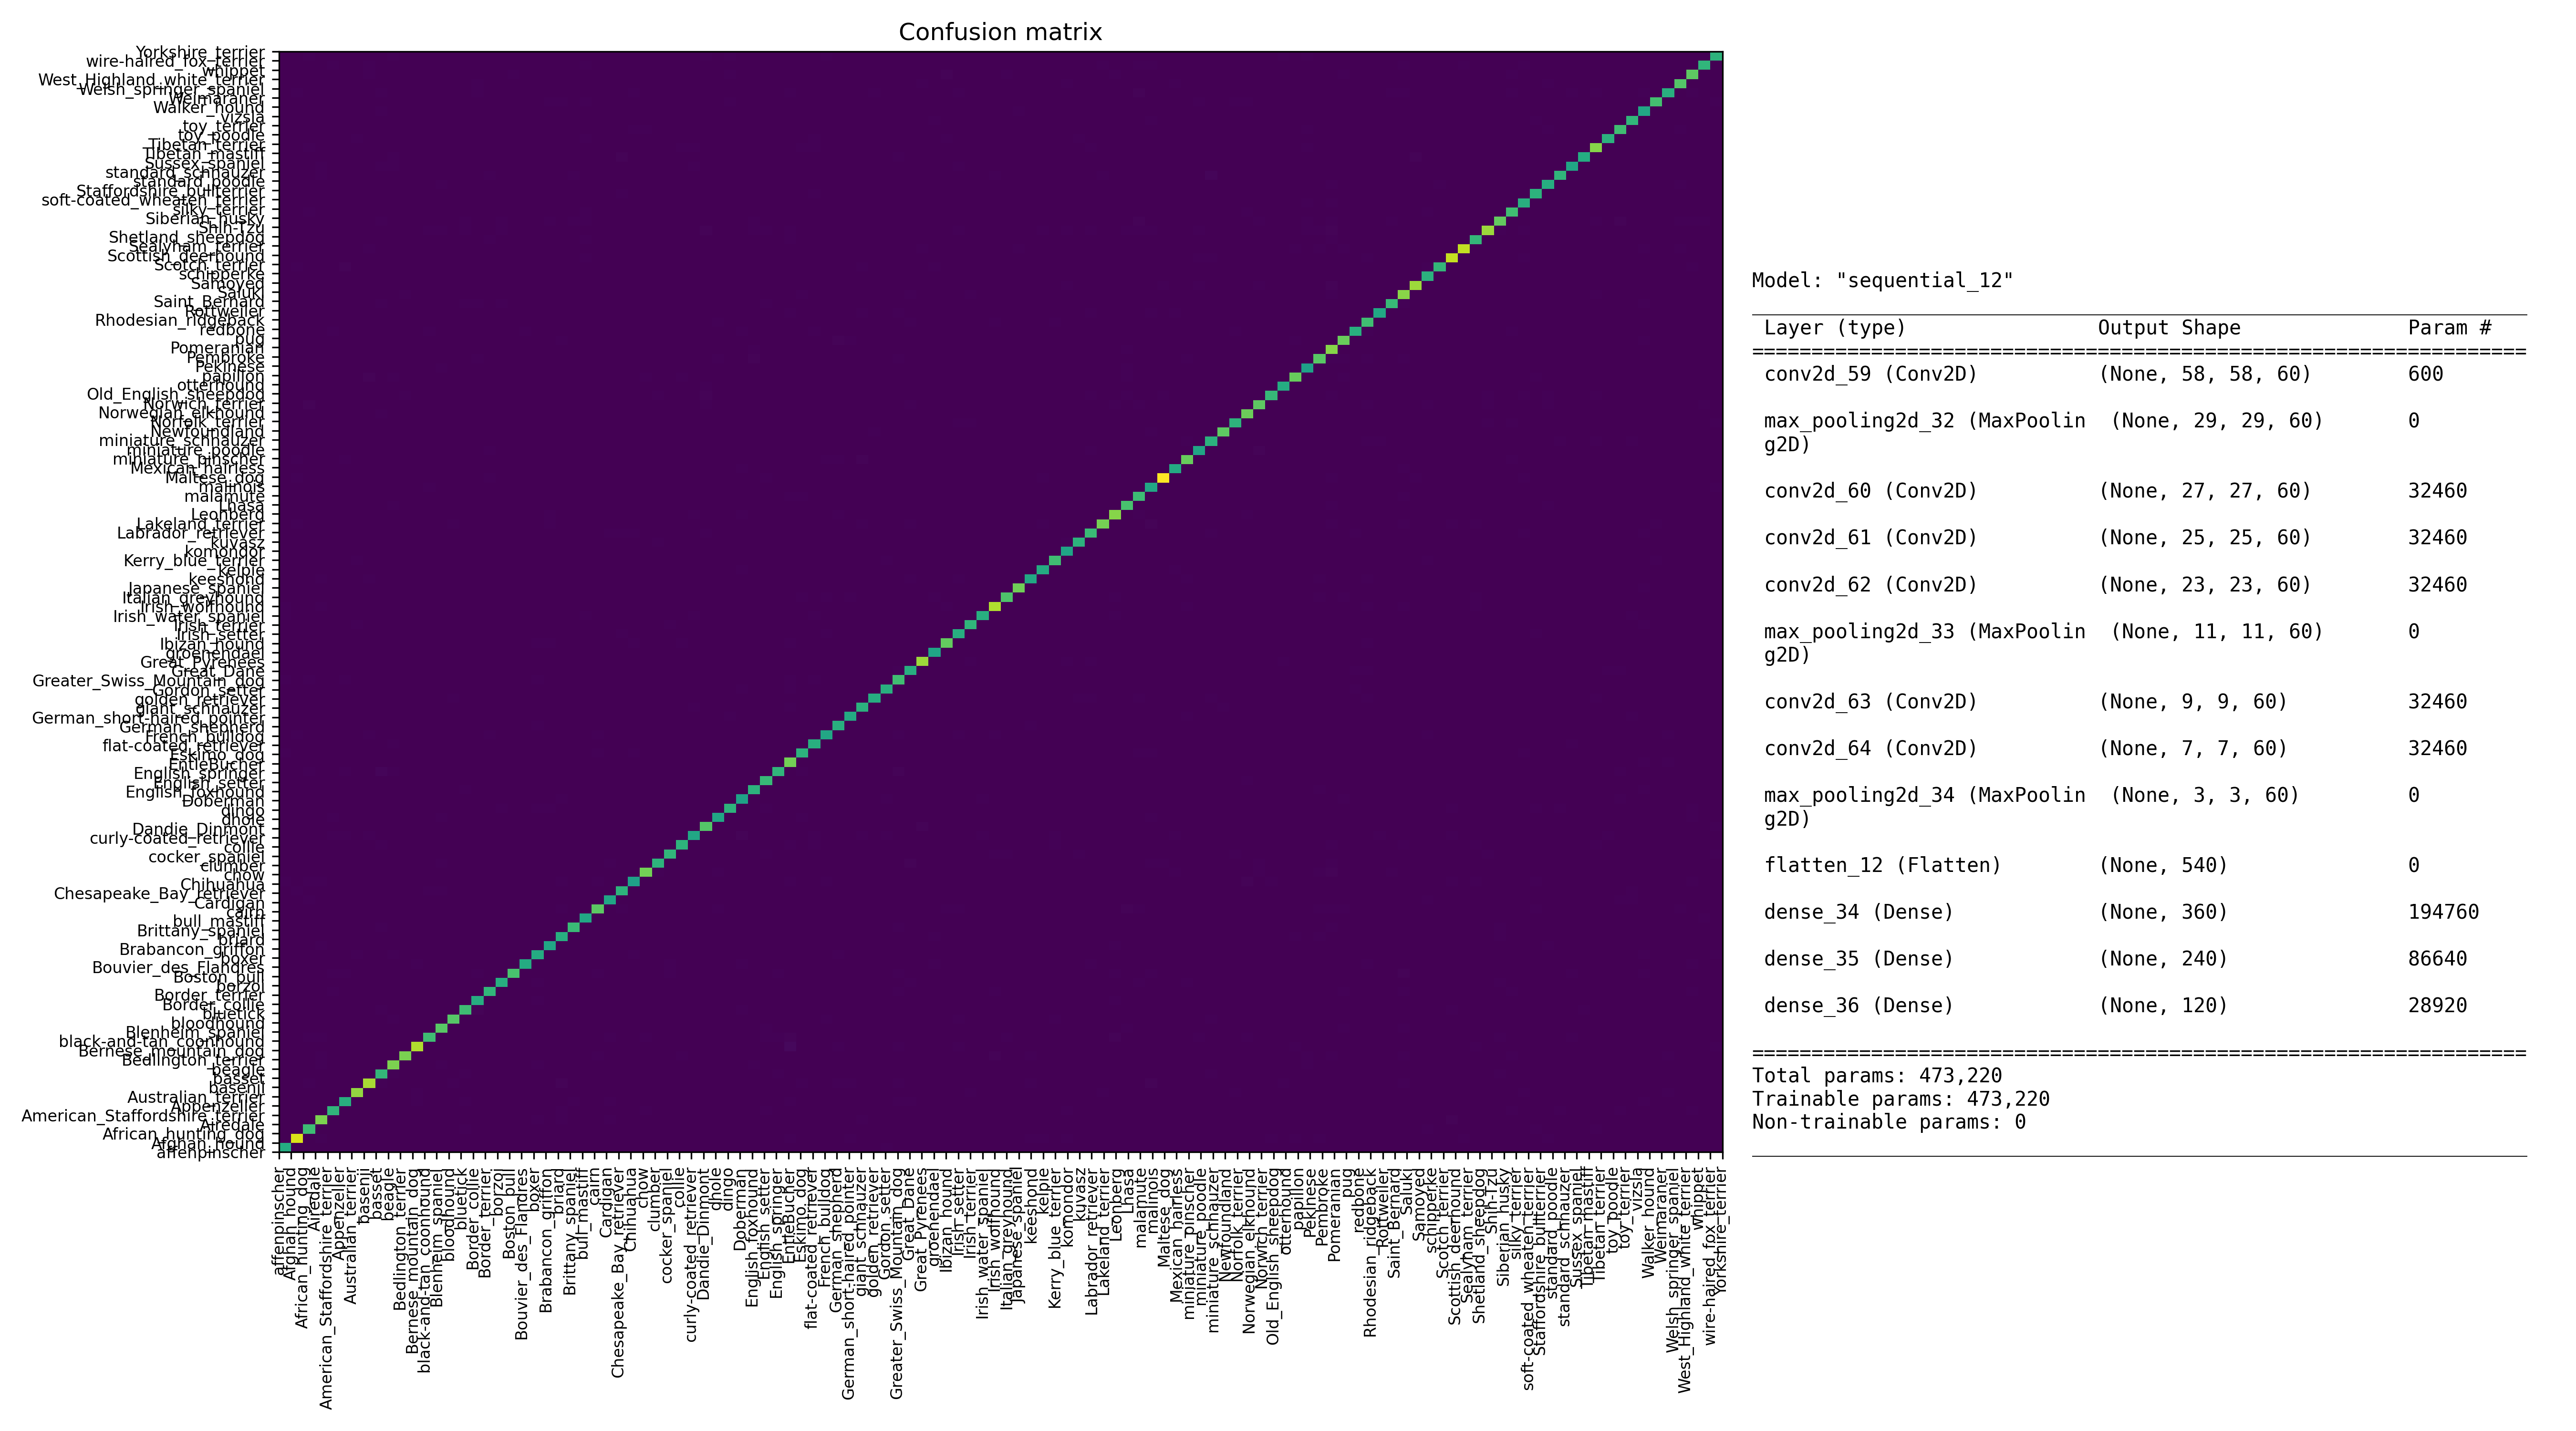 Confusion matrix
Yorkshire_terrier
wire-haired_fox_terrier
whippet
West_Highland_white_terrier
Welsh_springer_spaniel
Weimaraner
Walker_hound
vizsla
toy_terrier
toy_poodle
Tibetan_terrier
Tibetan_mastiff
Sussex_spaniel
standard_schnauzer
standard_poodle
Staffordshire_bullterrier
soft-coated_wheaten_terrier
silky_terrier
Siberian_husky
Shih-Tzu
Shetland_sheepdog
Sealyham_terrier
Scottish_deerhound
Scotch_terrier
schipperke
Samoyed
Saluki
Saint_Bernard
Rottweiler
Rhodesian_ridgeback
redbone
pug
Pomeranian
Pembroke
Pekinese
papillon
otterhound
Old_English_sheepdog
Norwich_terrier
Norwegian_elkhound
Norfolk_terrier
Newfoundland
miniature_schnauzer
miniature_poodle
miniature_pinscher
Mexican_hairless
Maltese_dog
malinois
malamute
Lhasa
Leonberg
Lakeland_terrier
Labrador_retriever
kuvasz
komondor
Kerry_blue_terrier
kelpie
keeshond
Japanese_spaniel
Italian_greyhound
Irish_wolfhound
Irish_water_spaniel
Irish_terrier
Irish_setter
Ibizan_hound
groenendael
Great_Pyrenees
Great_Dane
Greater_Swiss_Mountain_dog
Gordon_setter
golden_retriever
giant_schnauzer
German_short-haired_pointer
German_shepherd
French_bulldog
flat-coated_retriever
Eskimo_dog
EntleBucher
English_springer
English_setter
English_foxhound
Doberman
dingo
dhole
Dandie_Dinmont
curly-coated_retriever
collie
cocker_spaniel
clumber
chow
Chihuahua
Chesapeake_Bay_retriever
Cardigan
cairn
bull_mastiff
Brittany_spaniel
briard
Brabancon_griffon
boxer
Bouvier_des_Flandres
Boston_bull
borzoi
Border_terrier
Border_collie
bluetick
bloodhound
Blenheim_spaniel
black-and-tan_coonhound
Bernese_mountain_dog
Bedlington_terrier
beagle
basset
basenji
Australian_terrier
Appenzeller
American_Staffordshire_terrier
Airedale
African_hunting_dog
Afghan_hound
affenpinscher
affenpinscher
Afghan_hound
African_hunting_dog
Airedale
American_Staffordshire_terrier
Appenzeller
Australian_terrier
basenji
basset
beagle
Bedlington_terrier
Bernese_mountain_dog
black-and-tan_coonhound
Blenheim_spaniel
bloodhound
bluetick
Border_collie
Border_terrier
borzoi
Boston_bull
Bouvier_des_Flandres
boxer
Brabancon_griffon
briard
Brittany_spaniel
bull_mastiff
cairn
Cardigan
Chesapeake_Bay_retriever
Chihuahua
chow
clumber
cocker_spaniel
collie
curly-coated_retriever
Dandie_Dinmont
dhole
dingo
Doberman
English_foxhound
English_setter
English_springer
EntleBucher
Eskimo_dog
flat-coated_retriever
French_bulldog
German_shepherd
German_short-haired_pointer
giant_schnauzer
golden_retriever
Gordon_setter
Greater_Swiss_Mountain_dog
Great_Dane
Great_Pyrenees
groenendael
Ibizan_hound
Irish_setter
Irish_terrier
Irish_water_spaniel
Irish_wolfhound
Italian_greyhound
Japanese_spaniel
keeshond
kelpie
Kerry_blue_terrier
komondor
kuvasz
Labrador_retriever
Lakeland_terrier
Leonberg
Lhasa
malamute
malinois
Maltese_dog
Mexican_hairless
miniature_pinscher
miniature_poodle
miniature_schnauzer
Newfoundland
Norfolk_terrier
Norwegian_elkhound
Norwich_terrier
Old_English_sheepdog
otterhound
papillon
Pekinese
Pembroke
Pomeranian
pug
redbone
Rhodesian_ridgeback
Rottweiler
Saint_Bernard
Saluki
Samoyed
schipperke
Scotch_terrier
Scottish_deerhound
Sealyham_terrier
Shetland_sheepdog
Shih-Tzu
Siberian_husky
silky_terrier
soft-coated_wheaten_terrier
Staffordshire_bullterrier
standard_poodle
standard_schnauzer
Sussex_spaniel
Tibetan_mastiff
Tibetan_terrier
toy_poodle
toy_terrier
vizsla
Walker_hound
Weimaraner
Welsh_springer_spaniel
West_Highland_white_terrier
whippet
wire-haired_fox_terrier
Yorkshire_terrier
Model: "sequential_12"
Layer (type) Output Shape Param #
=================================================================
conv2d_59 (Conv2D) (None, 58, 58, 60) 600
max_pooling2d_32 (MaxPoolin (None, 29, 29, 60) 0
g2D)
conv2d_60 (Conv2D) (None, 27, 27, 60) 32460
conv2d_61 (Conv2D) (None, 25, 25, 60) 32460
conv2d_62 (Conv2D) (None, 23, 23, 60) 32460
max_pooling2d_33 (MaxPoolin (None, 11, 11, 60) 0
g2D)
conv2d_63 (Conv2D) (None, 9, 9, 60) 32460
conv2d_64 (Conv2D) (None, 7, 7, 60) 32460
max_pooling2d_34 (MaxPoolin (None, 3, 3, 60) 0
g2D)
flatten_12 (Flatten) (None, 540) 0
dense_34 (Dense) (None, 360) 194760
dense_35 (Dense) (None, 240) 86640
dense_36 (Dense) (None, 120) 28920
=================================================================
Total params: 473,220
Trainable params: 473,220
Non-trainable params: 0